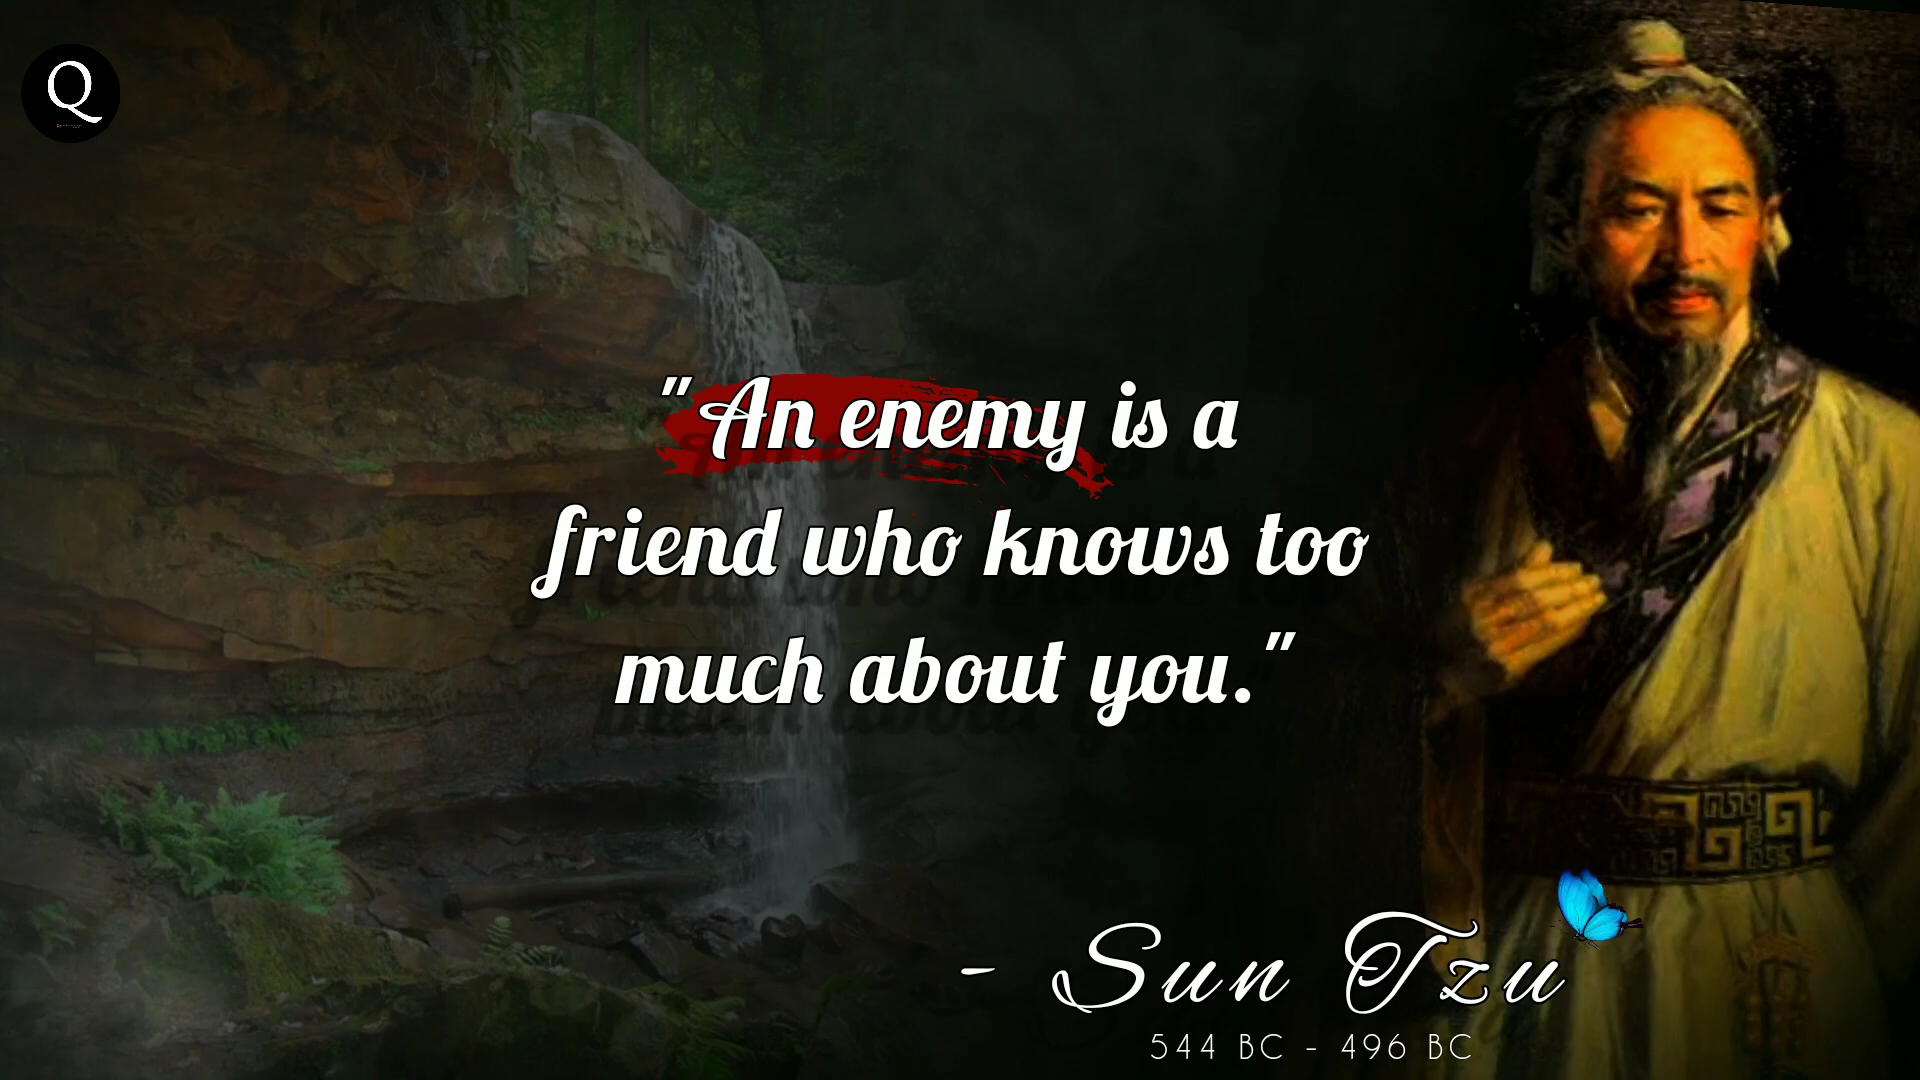 Q
"An enemy is a
friend who knows too
much about you."
- Sun Tzu
544 BC - 496 BC